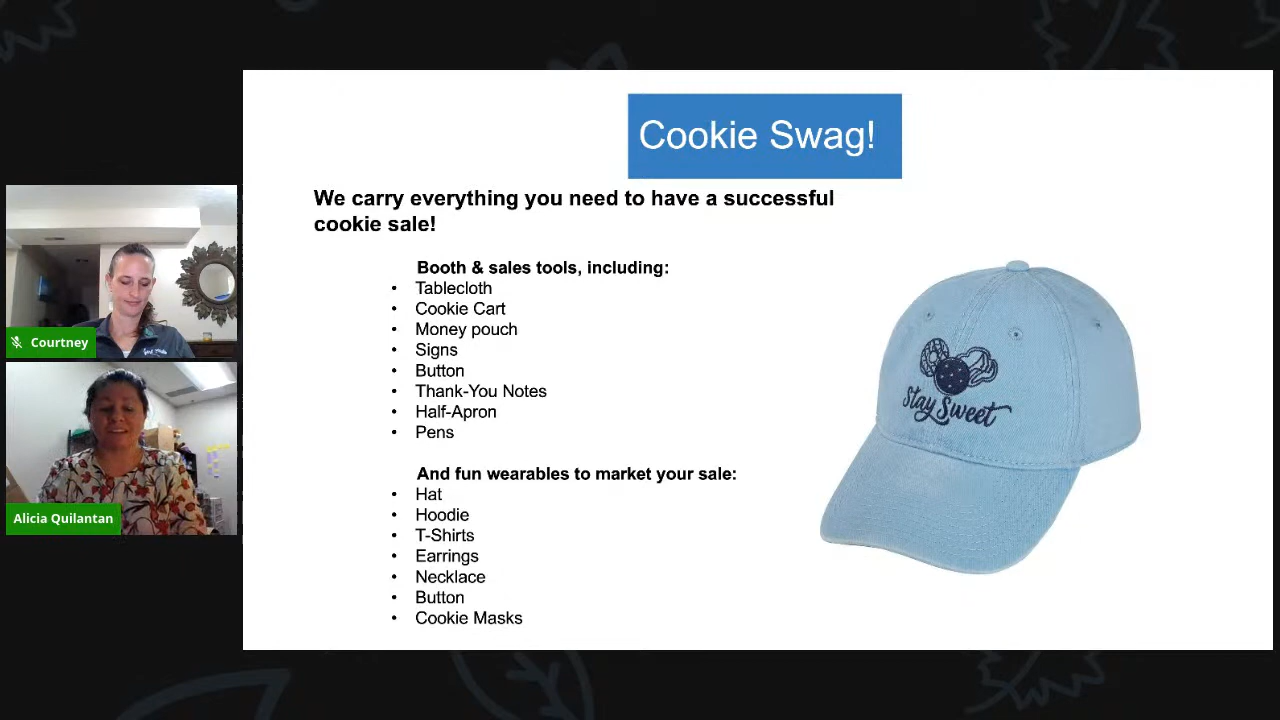 Cookie Swag!
We carry everything you need to have a successful
cookie sale!
Booth & sales tools, including:
• Tablecloth
• Cookie Cart
• Money pouch
• Signs
• Button
• Thank-You Notes
• Half-Apron
• Pens
And fun wearables to market your sale:
• Hat
• Hoodie
• T-Shirts
• Earrings
• Necklace
• Button
• Cookie Masks
Stay Sweet
Courtney
Alicia Quilantan